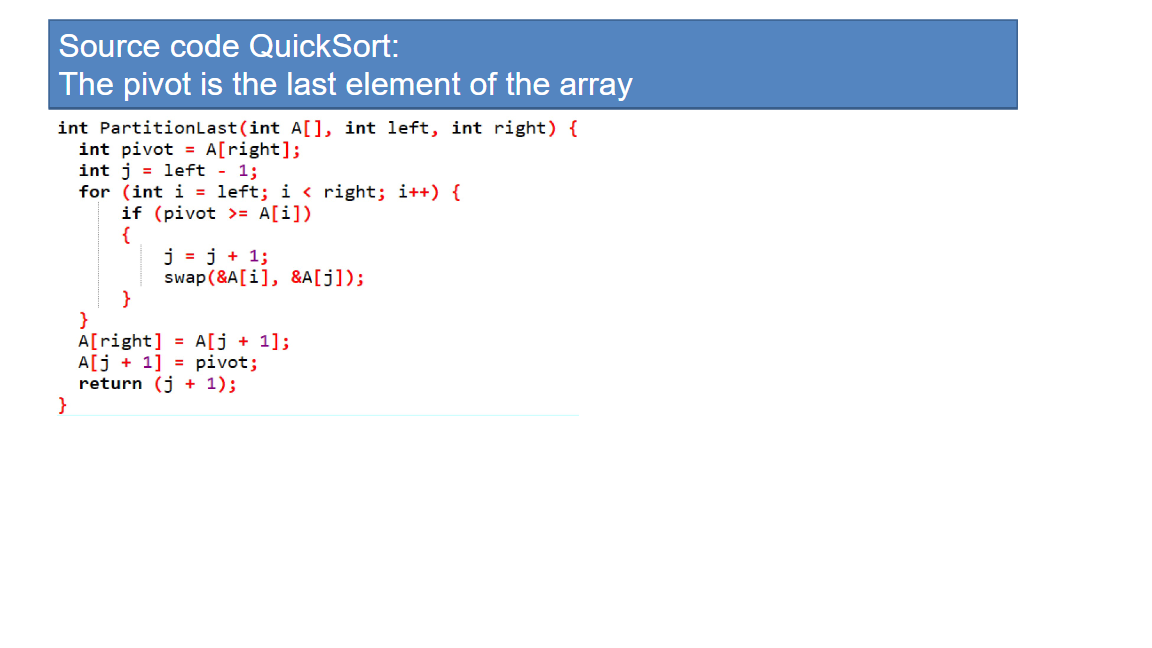 Source code QuickSort:
The pivot is the last element of the array
int PartitionLast(int A[], int left, int right) {
  int pivot = A[right];
  int j = left - 1;
  for (int i = left; i < right; i++) {
      if (pivot >= A[i])
      {
          j = j + 1;
          swap(&A[i], &A[j]);
      }
  }
  A[right] = A[j + 1];
  A[j + 1] = pivot;
  return (j + 1);
}